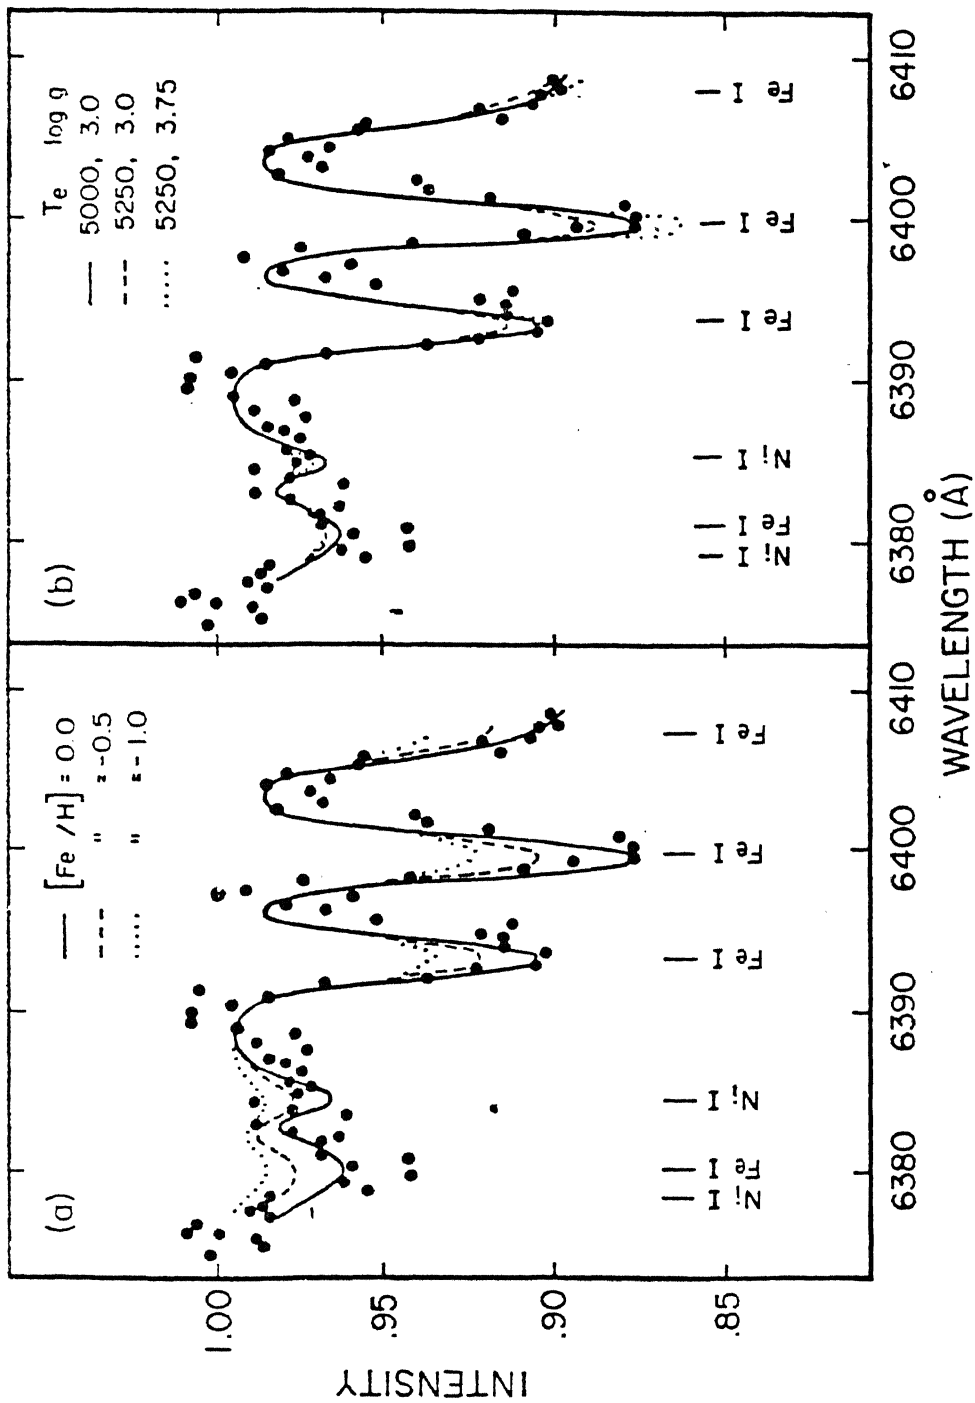 (a)
[Fe/H] = 0.0
" = -0.5
" = -1.0
(b)
Te log g
5000, 3.0
5250, 3.0
5250, 3.75
INTENSITY
1.00
.95
.90
.85
Ni I
Fe I
Ni I
Fe I
Fe I
Fe I
Ni I
Fe I
Ni I
Fe I
Fe I
Fe I
6380
6390
6400
6410
6380
6390
6400
6410
WAVELENGTH (Å)